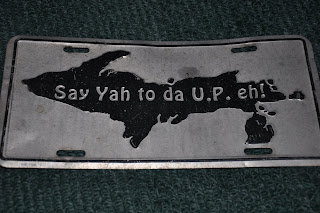 Say Yah to da U.P. eh!